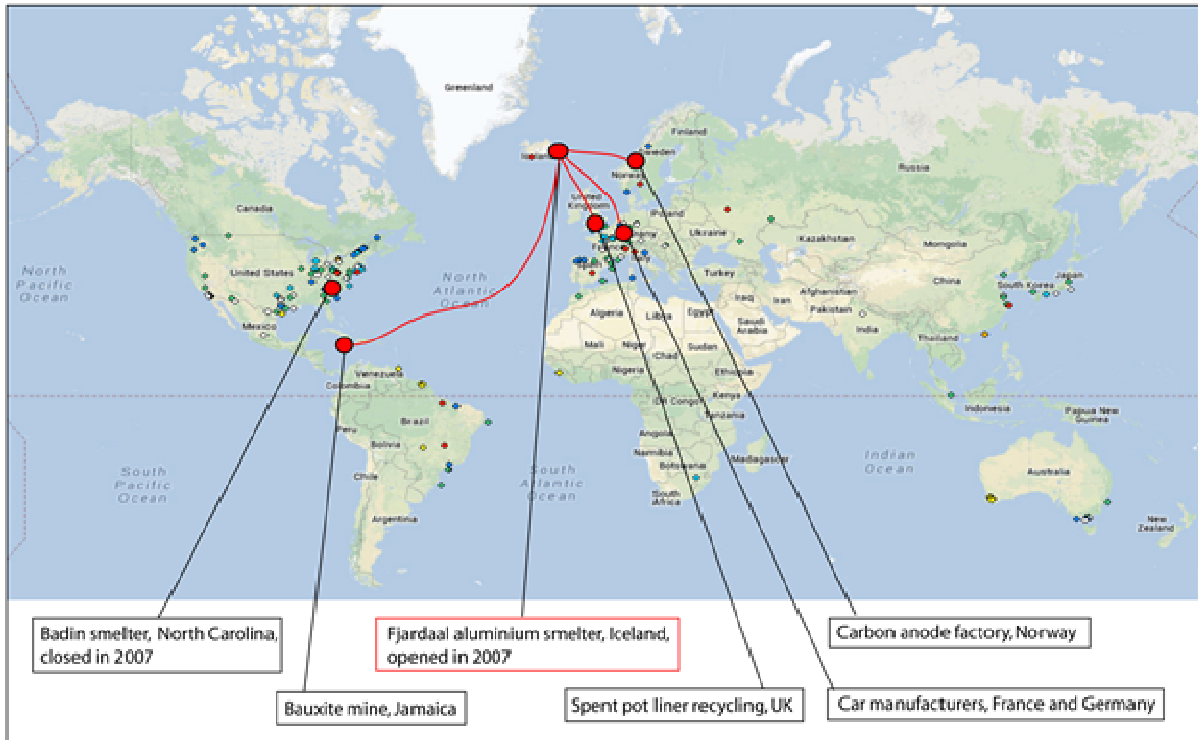 Greenland
Iceland
Sweden
Finland
Norway
Russia
Canada
United
Kingdom
Poland
Ukraine
Kazakhstan
Mongolia
North
Pacific
Ocean
United States
North
Atlantic
Ocean
France
Spain
Italy
Turkey
China
Japan
South Korea
Iraq
Iran
Afghanistan
Pakistan
Algeria
Libya
Egypt
Saudi
Arabia
Mexico
India
Mali
Niger
Chad
Sudan
Thailand
Venezuela
Colombia
Nigeria
Ethiopia
Kenya
DR Congo
Indonesia
Papua New
Guinea
Tanzania
Peru
Brazil
Bolivia
Angola
Namibia
Botswana
Madagascar
Indian
Ocean
Australia
South
Pacific
Ocean
Chile
South
Atlantic
Ocean
South
Africa
Argentina
New
Zealand
Badin smelter, North Carolina,
closed in 2007
Fjardaal aluminium smelter, Iceland,
opened in 2007
Carbon anode factory, Norway
Bauxite mine, Jamaica
Spent pot liner recycling, UK
Car manufacturers, France and Germany